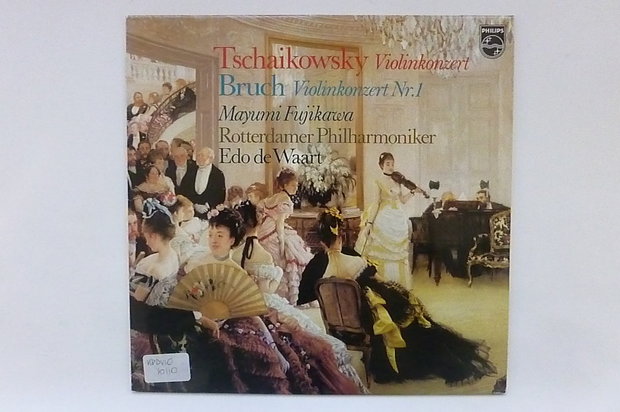 PHILIPS
Tschaikowsky Violinkonzert
Bruch Violinkonzert Nr.1
Mayumi Fujikawa
Rotterdamer Philharmoniker
Edo de Waart